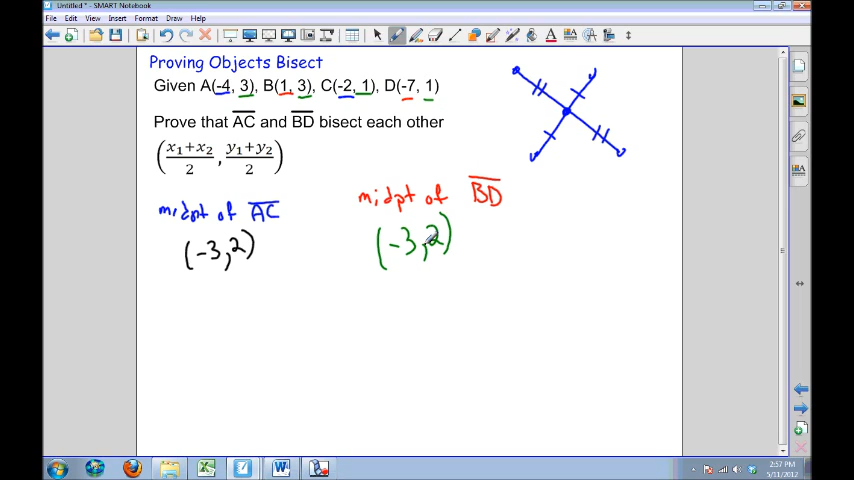 Untitled * - SMART Notebook
File Edit View Insert Format Draw Help
Proving Objects Bisect
Given A(-4, 3), B(1, 3), C(-2, 1), D(-7, 1)
Prove that AC and BD bisect each other
(x₁+x₂/2 , y₁+y₂/2)
midpt of BD
midpt of AC
(-3,2)
(-3,2)
2:57 PM
5/11/2012